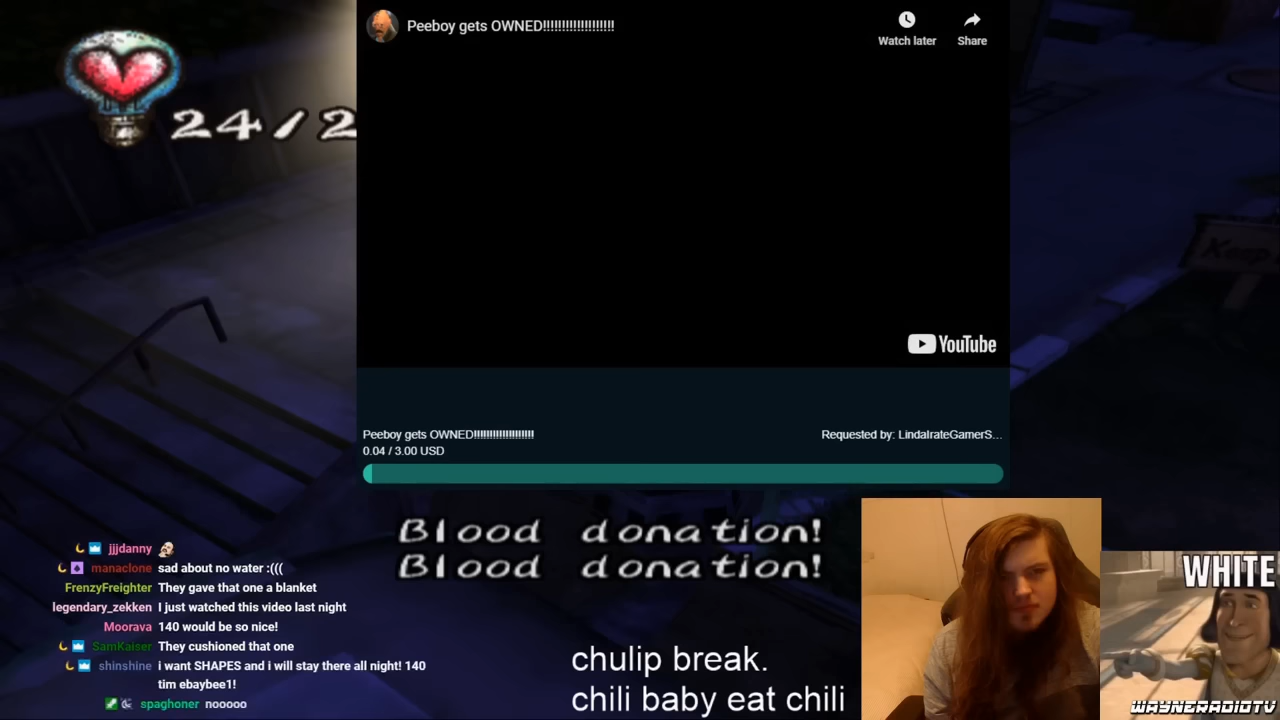 Peeboy gets OWNED!!!!!!!!!!!!!!!!!!!
Watch later
Share
24/2
Keep
YouTube
Peeboy gets OWNED!!!!!!!!!!!!!!!!!!!
Requested by: LindaIrateGamerS...
0.04 / 3.00 USD
Blood donation!
Blood donation!
jjjdanny
manaclone sad about no water :(((
FrenzyFreighter They gave that one a blanket
legendary_zekken I just watched this video last night
Moorava 140 would be so nice!
SamKaiser They cushioned that one
shinshine i want SHAPES and i will stay there all night! 140
tim ebaybee1!
spaghoner nooooo
chulip break.
chili baby eat chili
WHITE
WAYNERADIOTV